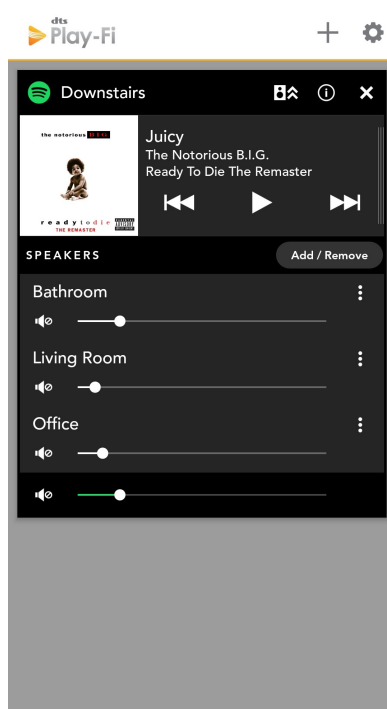 dts
Play-Fi
Downstairs
the notorious B.I.G.
ready to die
THE REMASTER
Juicy
The Notorious B.I.G.
Ready To Die The Remaster
SPEAKERS
Add / Remove
Bathroom
Living Room
Office